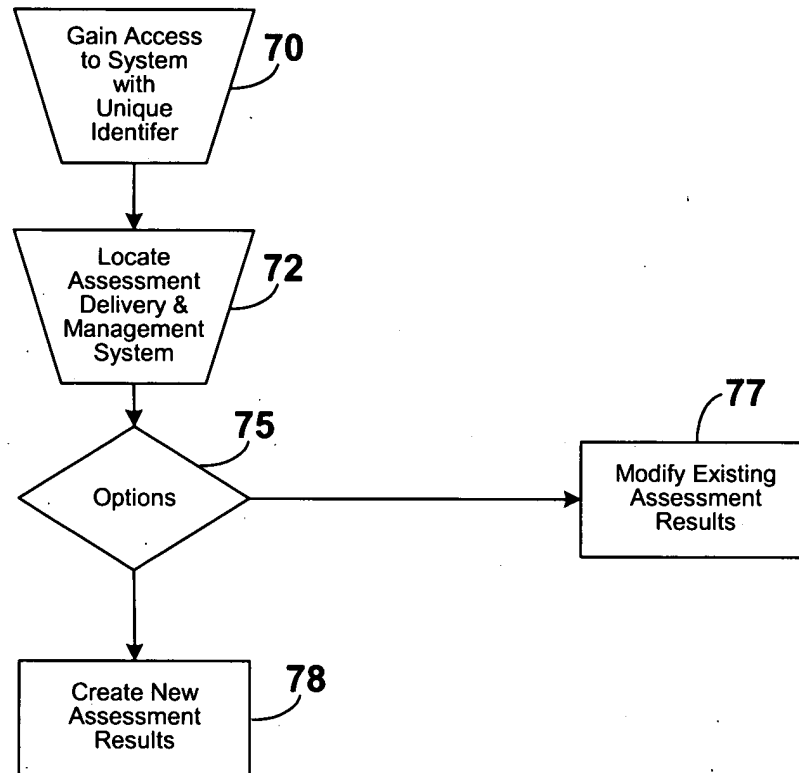 Gain Access
to System
with
Unique
Identifer
70
Locate
Assessment
Delivery &
Management
System
72
75
Options
77
Modify Existing
Assessment
Results
78
Create New
Assessment
Results